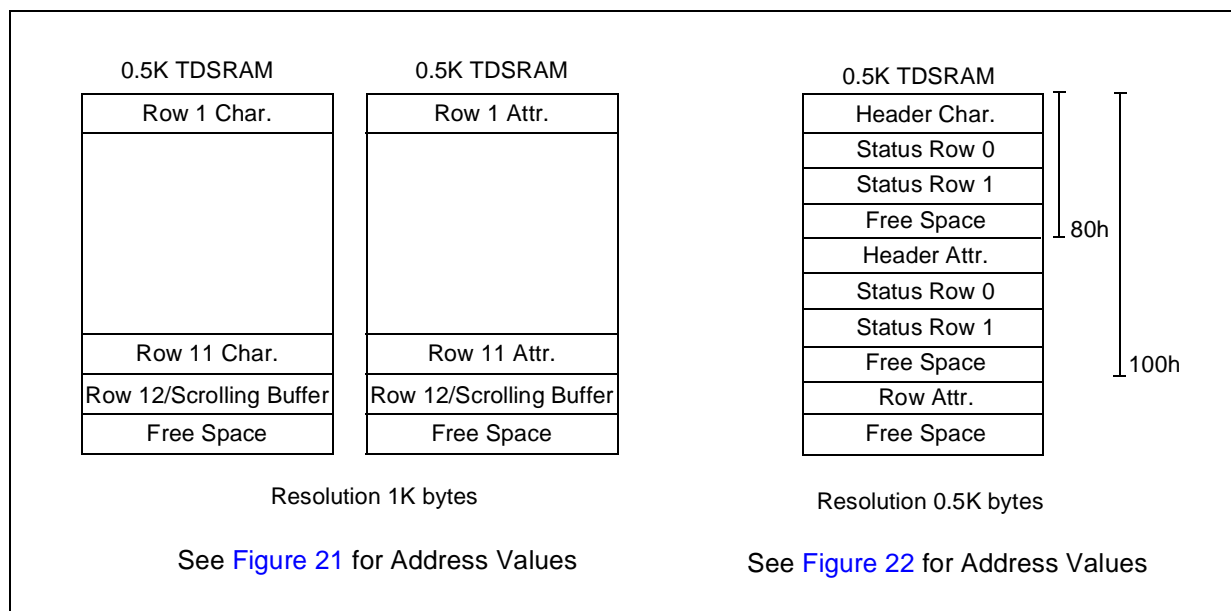 0.5K TDSRAM
Row 1 Char.
Row 11 Char.
Row 12/Scrolling Buffer
Free Space
0.5K TDSRAM
Row 1 Attr.
Row 11 Attr.
Row 12/Scrolling Buffer
Free Space
Resolution 1K bytes
See Figure 21 for Address Values
0.5K TDSRAM
Header Char.
Status Row 0
Status Row 1
Free Space
80h
Header Attr.
Status Row 0
Status Row 1
Free Space
100h
Row Attr.
Free Space
Resolution 0.5K bytes
See Figure 22 for Address Values